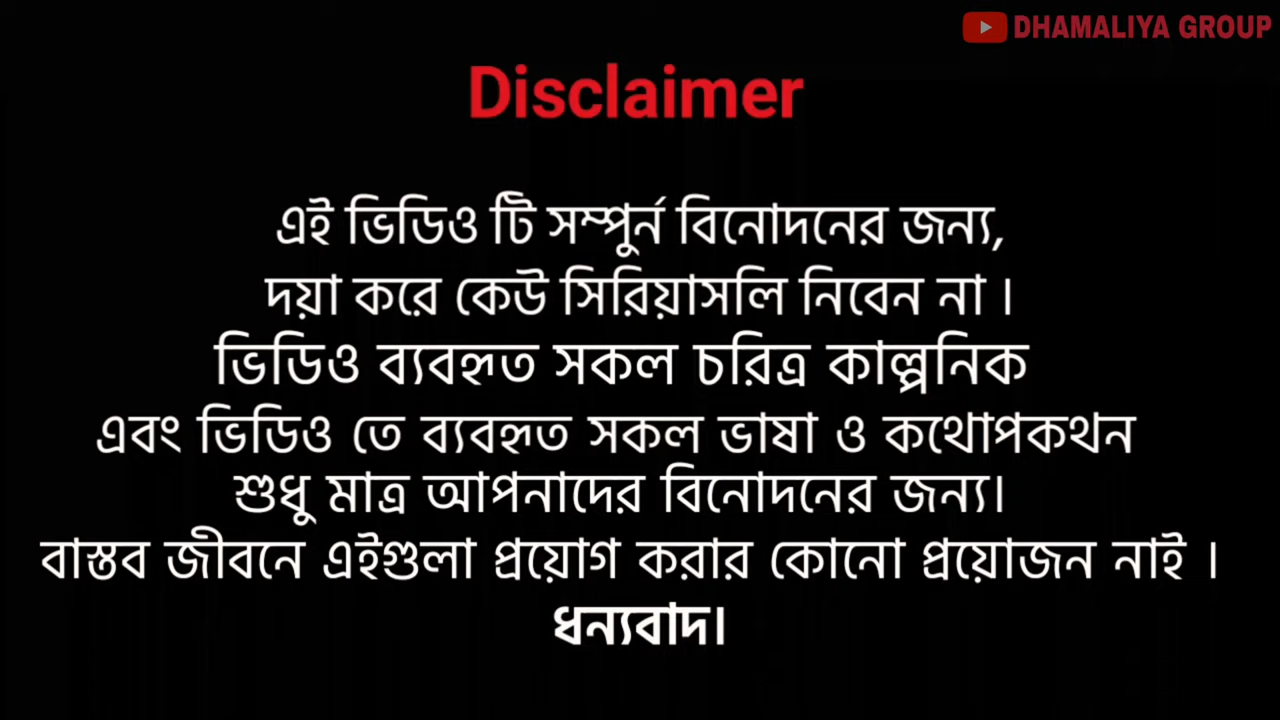 DHAMALIYA GROUP
Disclaimer
এই ভিডিও টি সম্পুর্ন বিনোদনের জন্য,
দয়া করে কেউ সিরিয়াসলি নিবেন না ।
ভিডিও ব্যবহৃত সকল চরিত্র কাল্পনিক
এবং ভিডিও তে ব্যবহৃত সকল ভাষা ও কথোপকথন
শুধু মাত্র আপনাদের বিনোদনের জন্য।
বাস্তব জীবনে এইগুলা প্রয়োগ করার কোনো প্রয়োজন নাই ।
ধন্যবাদ।